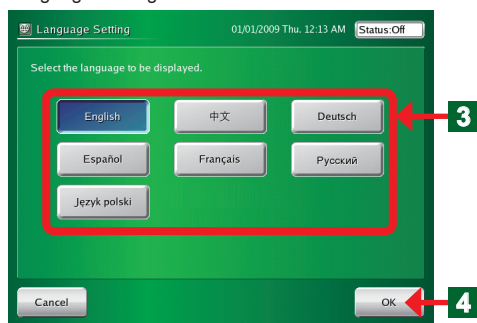 Language Setting 01/01/2009 Thu. 12:13 AM Status:Off
Select the language to be displayed.
English 中文 Deutsch
3
Español Français Русский
Język polski
Cancel OK
4